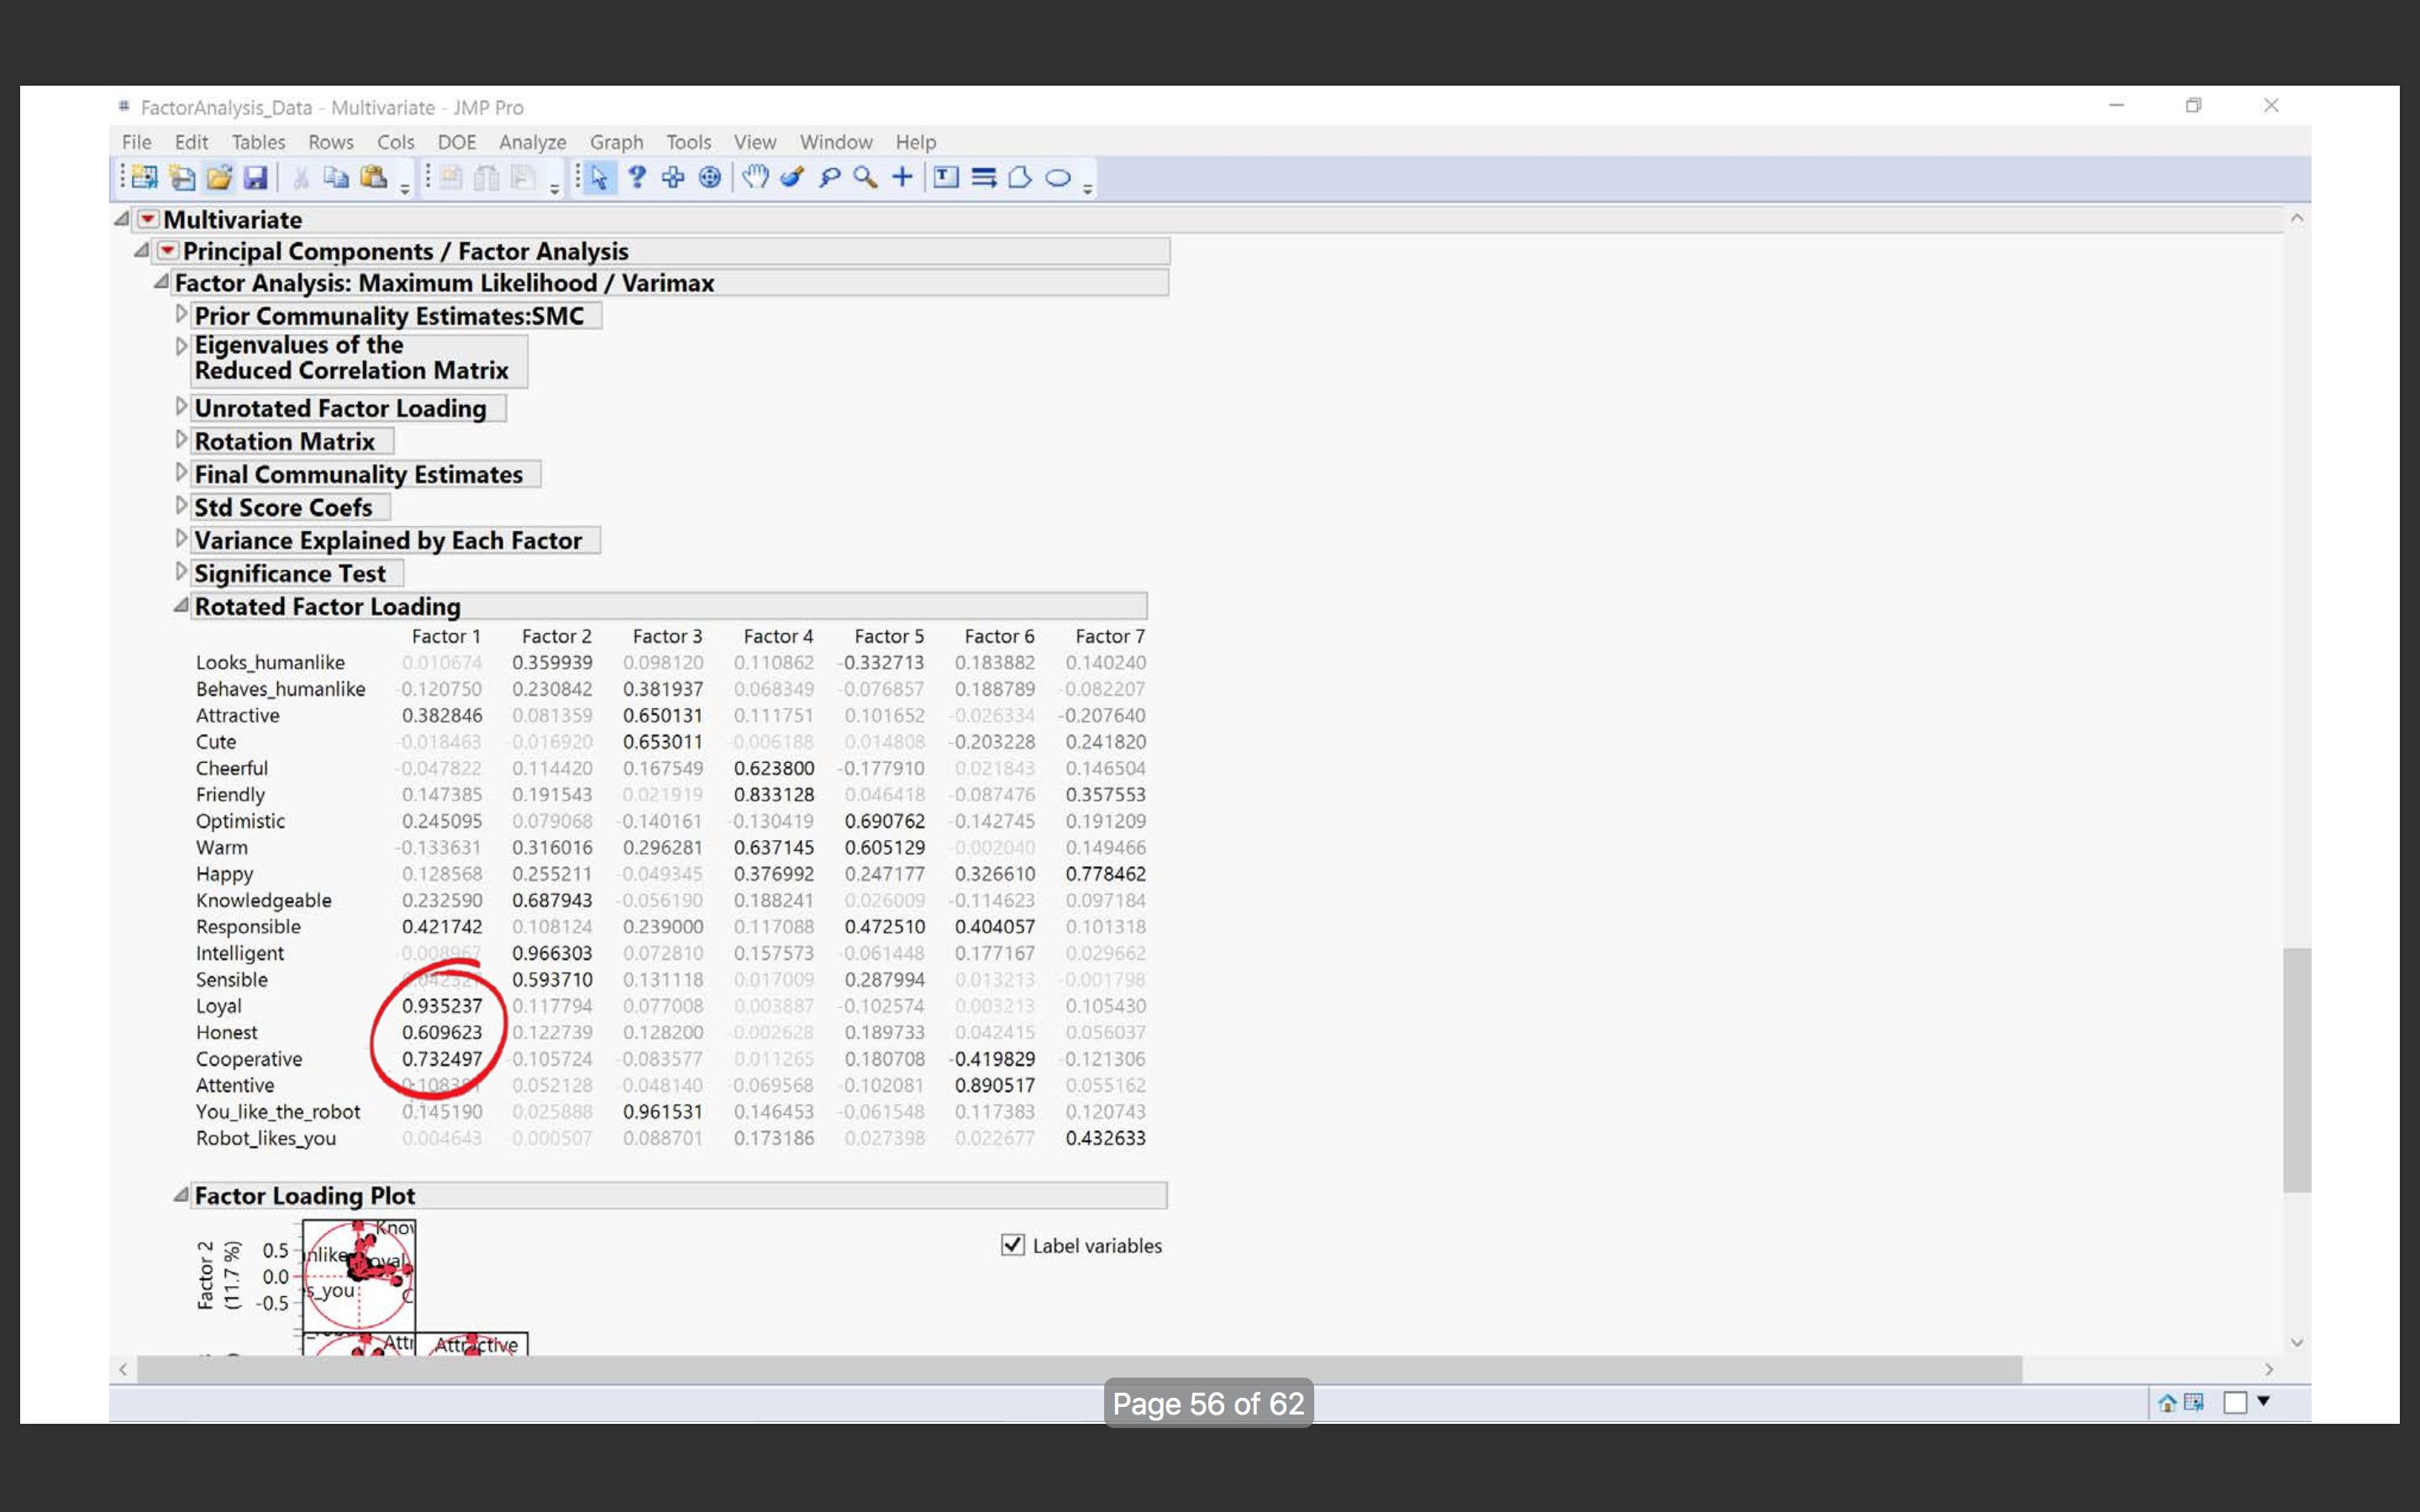 FactorAnalysis_Data - Multivariate - JMP Pro
File Edit Tables Rows Cols DOE Analyze Graph Tools View Window Help
Multivariate
Principal Components / Factor Analysis
Factor Analysis: Maximum Likelihood / Varimax
Prior Communality Estimates:SMC
Eigenvalues of the
Reduced Correlation Matrix
Unrotated Factor Loading
Rotation Matrix
Final Communality Estimates
Std Score Coefs
Variance Explained by Each Factor
Significance Test
Rotated Factor Loading
Factor 1 Factor 2 Factor 3 Factor 4 Factor 5 Factor 6 Factor 7
Looks_humanlike 0.010674 0.359939 0.098120 0.110862 -0.332713 0.183882 0.140240
Behaves_humanlike -0.120750 0.230842 0.381937 0.068349 -0.076857 0.188789 -0.082207
Attractive 0.382846 0.081359 0.650131 0.111751 0.101652 -0.026334 -0.207640
Cute -0.018463 -0.016920 0.653011 -0.006188 0.014808 -0.203228 0.241820
Cheerful -0.047822 0.114420 0.167549 0.623800 -0.177910 0.021843 0.146504
Friendly 0.147385 0.191543 0.021919 0.833128 0.046418 -0.087476 0.357553
Optimistic 0.245095 0.079068 -0.140161 -0.130419 0.690762 -0.142745 0.191209
Warm -0.133631 0.316016 0.296281 0.637145 0.605129 -0.002040 0.149466
Happy 0.128568 0.255211 -0.049345 0.376992 0.247177 0.326610 0.778462
Knowledgeable 0.232590 0.687943 -0.056190 0.188241 0.026009 -0.114623 0.097184
Responsible 0.421742 0.108124 0.239000 0.117088 0.472510 0.404057 0.101318
Intelligent -0.008967 0.966303 0.072810 0.157573 -0.061448 0.177167 0.029662
Sensible 0.593710 0.131118 0.017009 0.287994 0.013213 -0.001798
Loyal 0.935237 0.117794 0.077008 0.003887 -0.102574 0.003213 0.105430
Honest 0.609623 0.122739 0.128200 -0.002628 0.189733 0.042415 0.056037
Cooperative 0.732497 -0.105724 -0.083577 0.011265 0.180708 -0.419829 -0.121306
Attentive 0.052128 -0.048140 -0.069568 -0.102081 0.890517 0.055162
You_like_the_robot 0.145190 0.025888 0.961531 0.146453 -0.061548 0.117383 0.120743
Robot_likes_you 0.004643 -0.000507 0.088701 0.173186 0.027398 -0.022677 0.432633
Factor Loading Plot
Factor 2
(11.7 %)
0.5
0.0
-0.5
Label variables
Attractive
Page 56 of 62